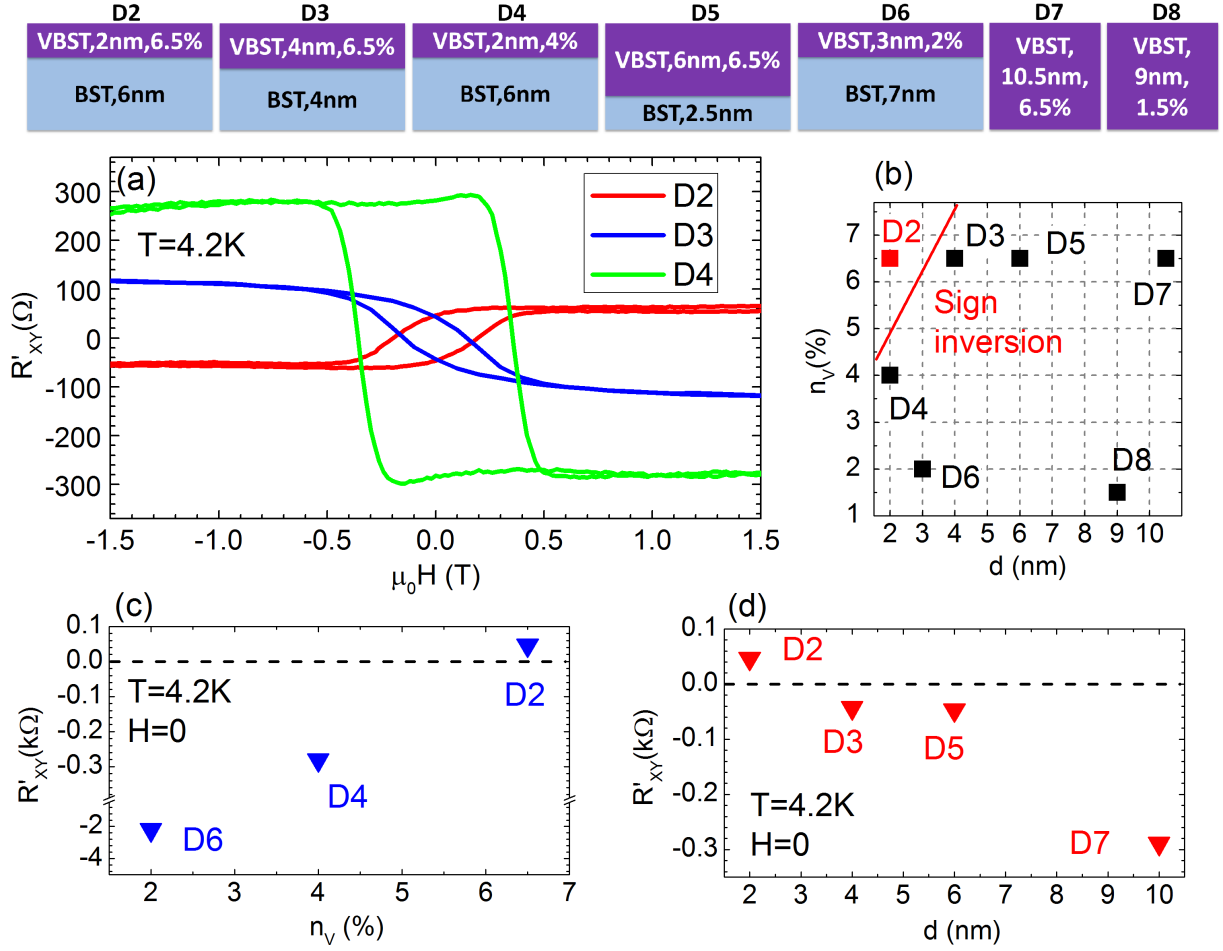 D2 D3 D4 D5 D6 D7 D8
VBST,2nm,6.5%
BST,6nm
VBST,4nm,6.5%
BST,4nm
VBST,2nm,4%
BST,6nm
VBST,6nm,6.5%
BST,2.5nm
VBST,3nm,2%
BST,7nm
VBST,
10.5nm,
6.5%
VBST,
9nm,
1.5%
(a)
300
200
100
0
-100
-200
-300
R'XY(Ω)
T=4.2K
D2
D3
D4
-1.5 -1.0 -0.5 0.0 0.5 1.0 1.5
μ0H (T)
(b)
7
6
5
4
3
2
1
nV(%)
D2
D3
D5
D7
Sign
inversion
D4
D6
D8
2 3 4 5 6 7 8 9 10
d (nm)
(c)
0.1
0.0
-0.1
-0.2
-0.3
-2
-4
R'XY(kΩ)
T=4.2K
H=0
D2
D4
D6
2 3 4 5 6 7
nV (%)
(d)
0.1
0.0
-0.1
-0.2
-0.3
R'XY(kΩ)
D2
D3
D5
T=4.2K
H=0
D7
2 3 4 5 6 7 8 9 10
d (nm)